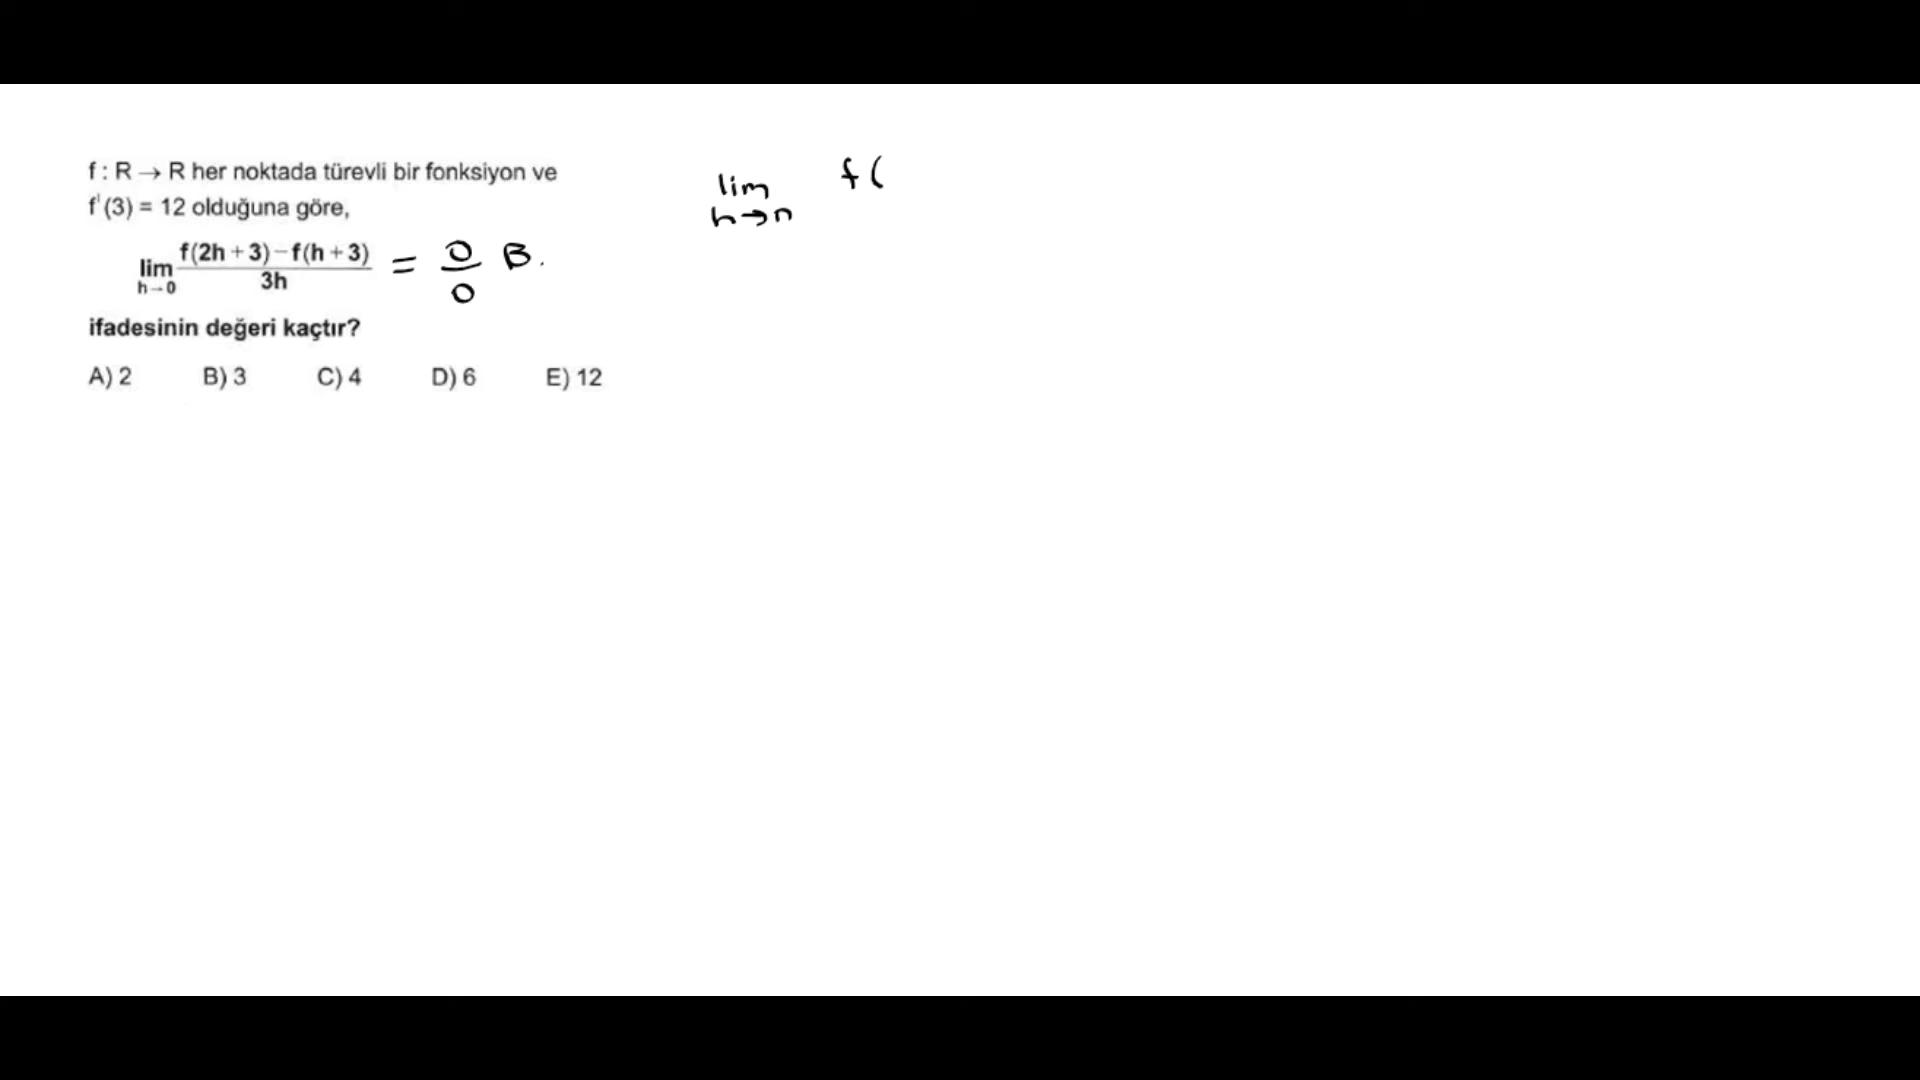 f : R → R her noktada türevli bir fonksiyon ve
f'(3) = 12 olduğuna göre,
lim h→0 f(2h + 3) − f(h + 3) / 3h = 0/0 B.
ifadesinin değeri kaçtır?
A) 2 B) 3 C) 4 D) 6 E) 12
lim f(
h→n